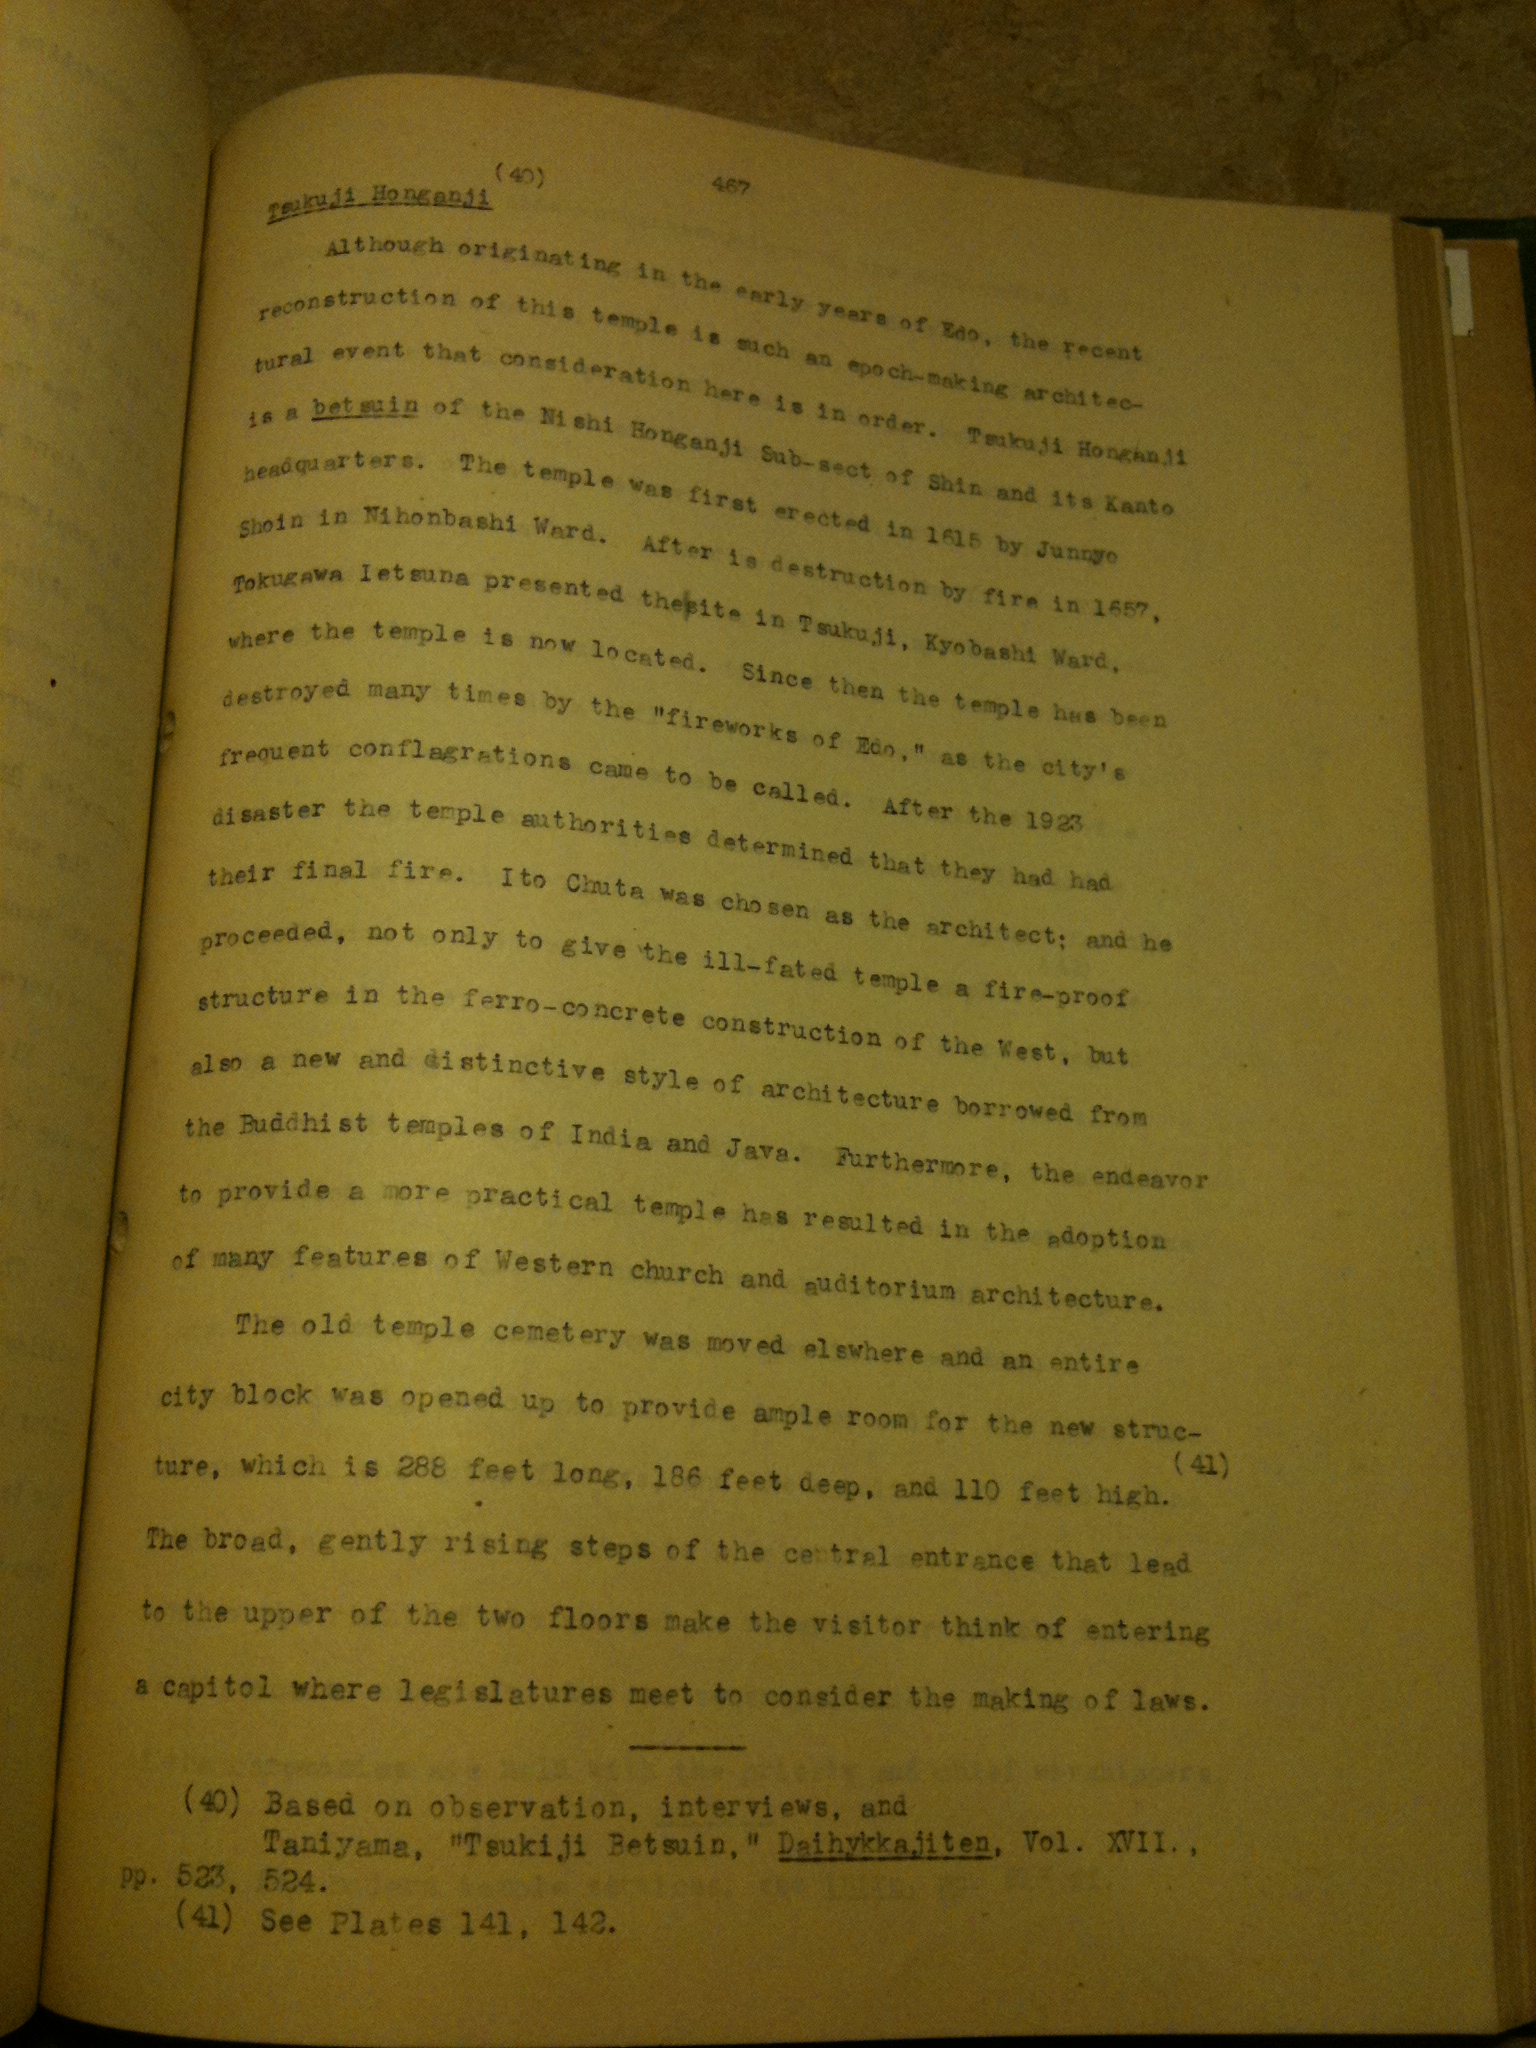 (40) 467
Tsukuji Honganji
Although originating in the early years of Edo, the recent
reconstruction of this temple is such an epoch-making architec-
tural event that consideration here is in order. Tsukuji Honganji
is a betsuin of the Nishi Honganji Sub-sect of Shin and its Kanto
headquarters. The temple was first erected in 1615 by Junnyo
Shoin in Nihonbashi Ward. After is destruction by fire in 1657,
Tokugawa Ietsuna presented the site in Tsukuji, Kyobashi Ward,
where the temple is now located. Since then the temple has been
destroyed many times by the "fireworks of Edo," as the city's
frequent conflagrations came to be called. After the 1923
disaster the temple authorities determined that they had had
their final fire. Ito Chuta was chosen as the architect; and he
proceeded, not only to give the ill-fated temple a fire-proof
structure in the ferro-concrete construction of the West, but
also a new and distinctive style of architecture borrowed from
the Buddhist temples of India and Java. Furthermore, the endeavor
to provide a more practical temple has resulted in the adoption
of many features of Western church and auditorium architecture.
The old temple cemetery was moved elswhere and an entire
city block was opened up to provide ample room for the new struc-
(41)
ture, which is 288 feet long, 186 feet deep, and 110 feet high.
The broad, gently rising steps of the central entrance that lead
to the upper of the two floors make the visitor think of entering
a capitol where legislatures meet to consider the making of laws.
(40) Based on observation, interviews, and
Taniyama, "Tsukiji Betsuin," Daihykkajiten, Vol. XVII.,
pp. 523, 524.
(41) See Plates 141, 142.